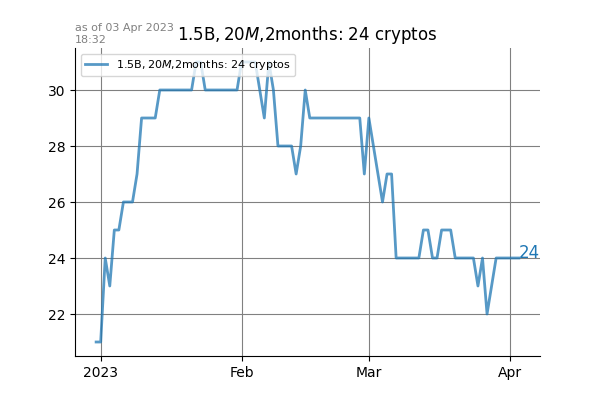 as of 03 Apr 2023
18:32
1.5B, 20M,2months: 24 cryptos
1.5B, 20M,2months: 24 cryptos
30
28
26
24
22
24
2023
Feb
Mar
Apr